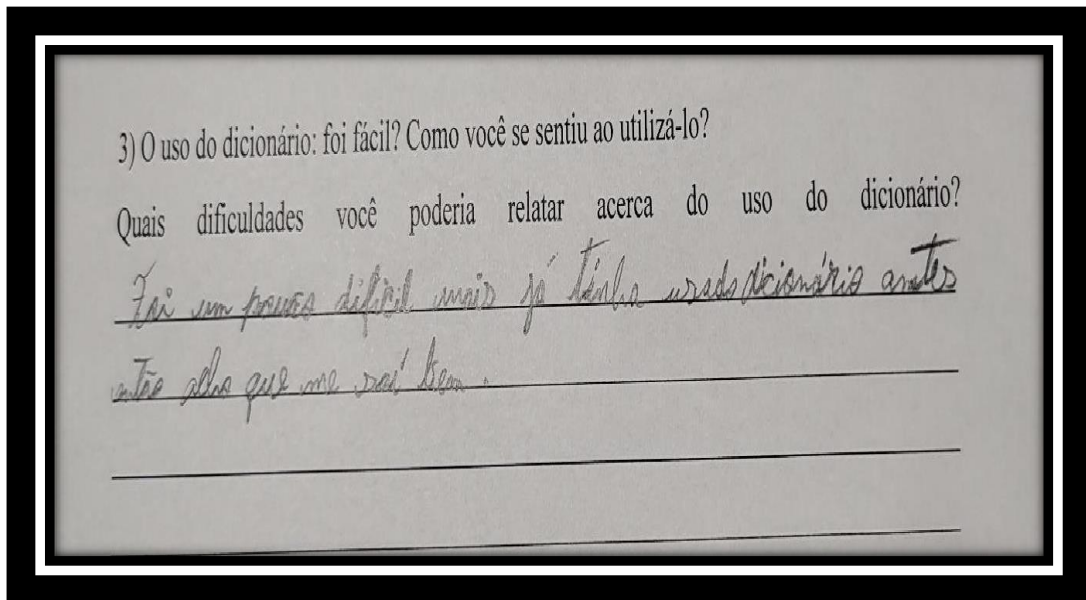 3) O uso do dicionário: foi fácil? Como você se sentiu ao utilizá-lo?
Quais dificuldades você poderia relatar acerca do uso do dicionário?
Foi um pouco difícil mais já tinha usado dicionário antes
então acho que me saí bem.